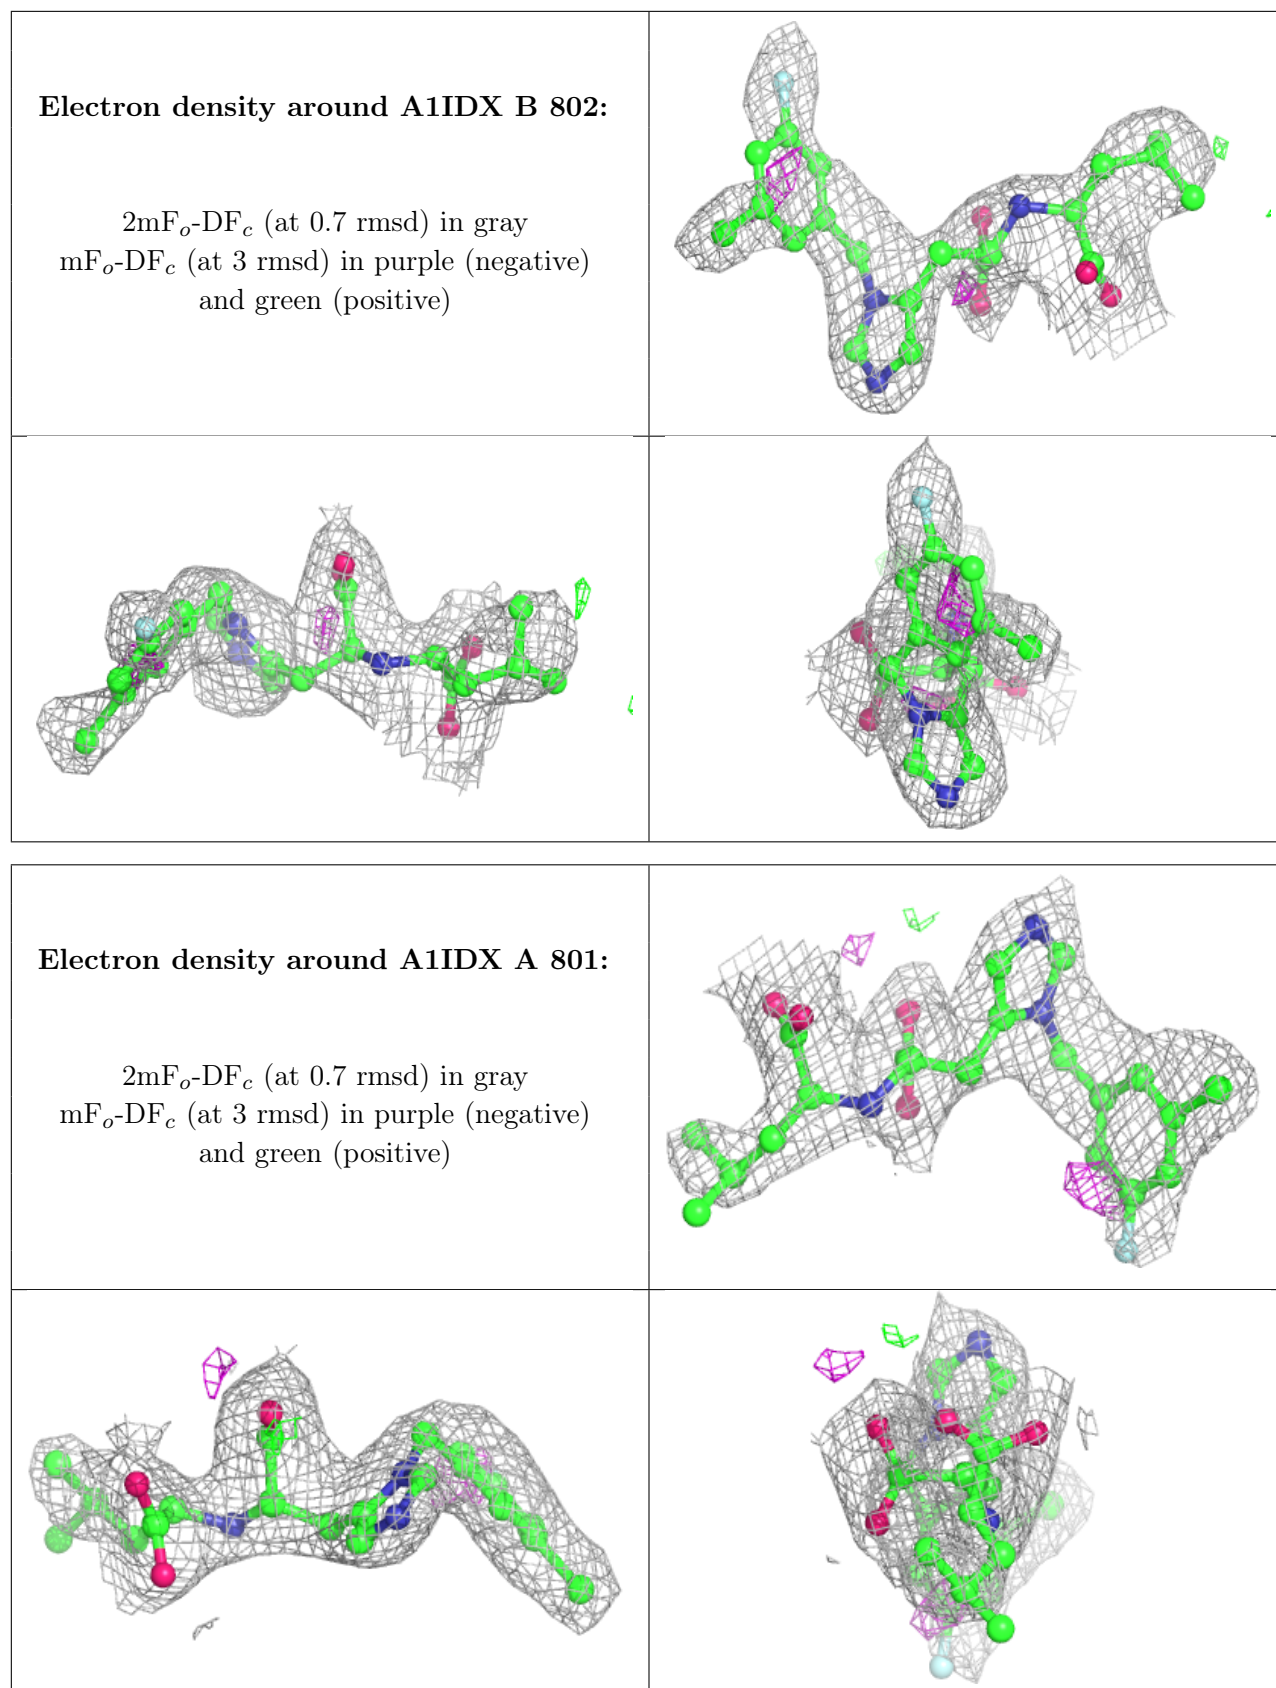 Electron density around A1IDX B 802:
2mFo-DFc (at 0.7 rmsd) in gray
mFo-DFc (at 3 rmsd) in purple (negative)
and green (positive)
Electron density around A1IDX A 801:
2mFo-DFc (at 0.7 rmsd) in gray
mFo-DFc (at 3 rmsd) in purple (negative)
and green (positive)